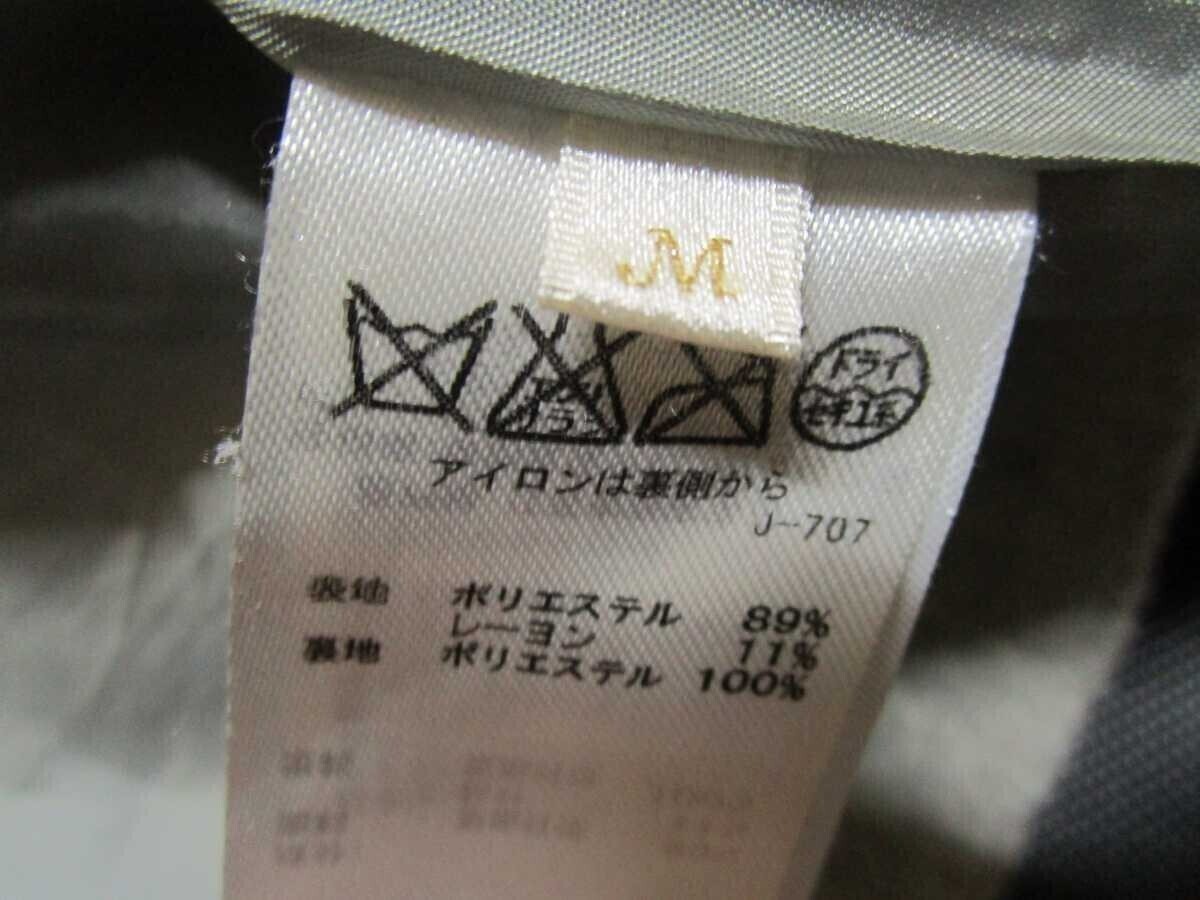 M
ドライ
セキユ系
アイロンは裏側から
J-707
表地 ポリエステル 89%
レーヨン 11%
裏地 ポリエステル 100%